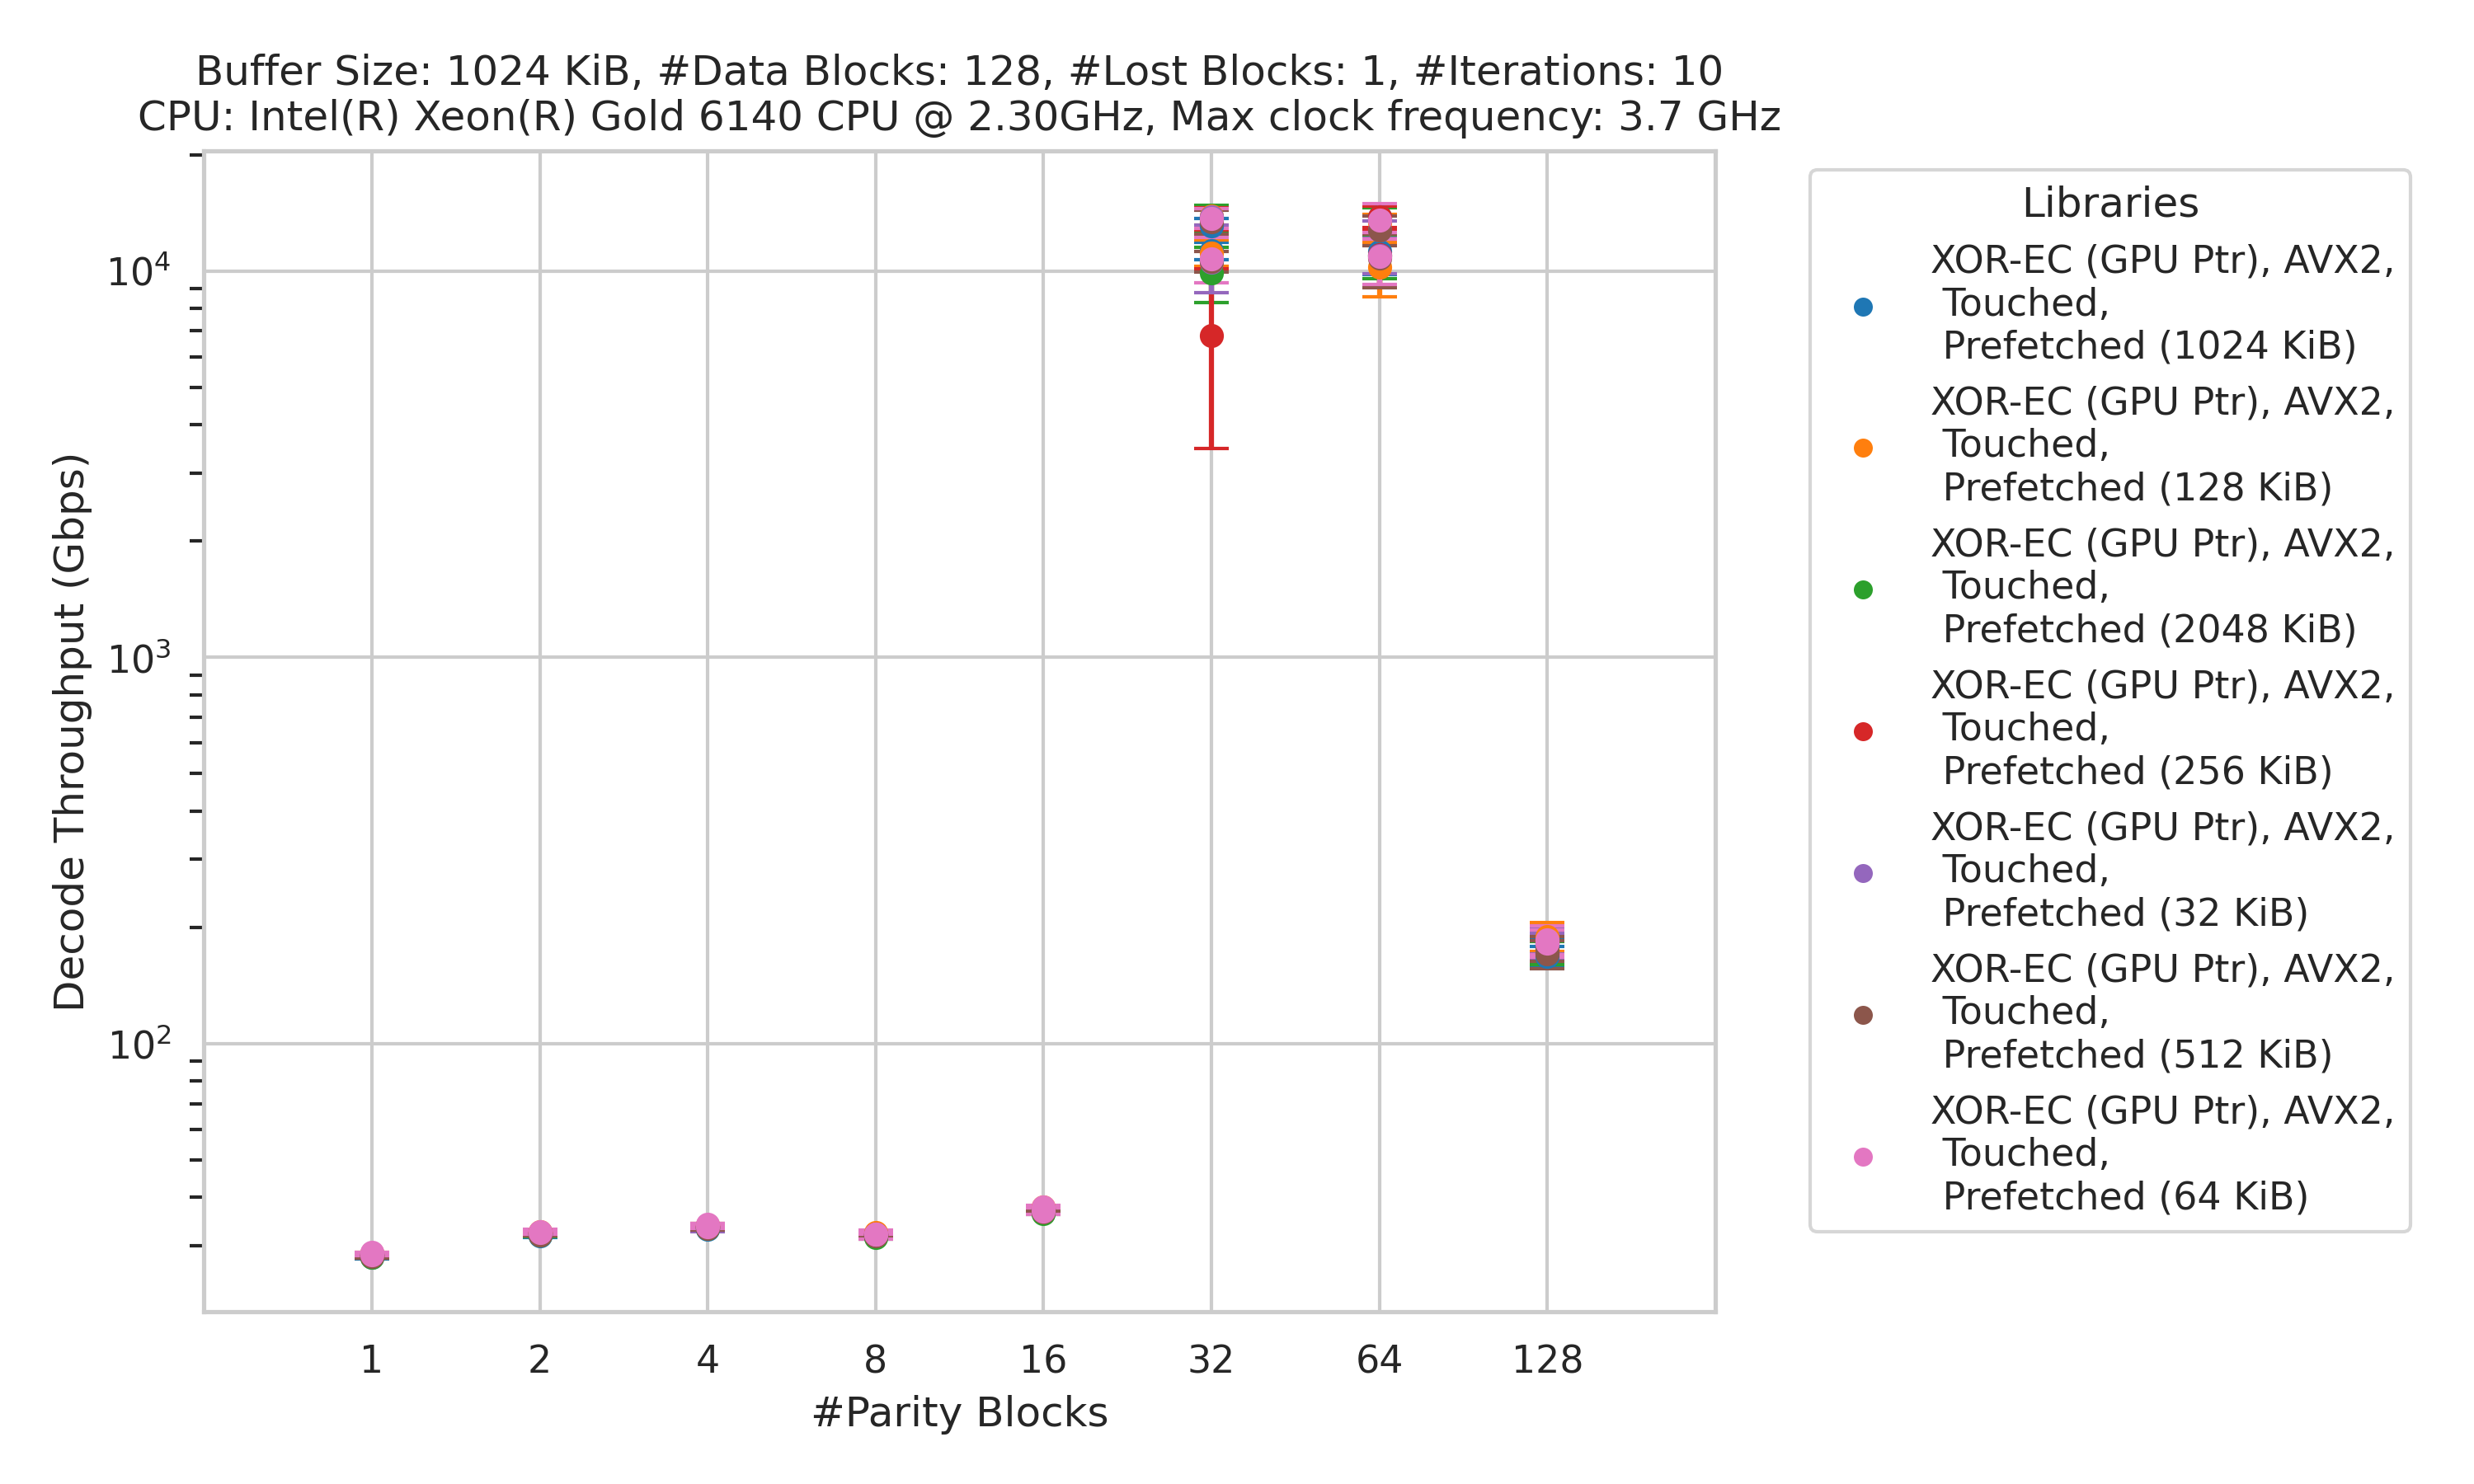 Buffer Size: 1024 KiB, #Data Blocks: 128, #Lost Blocks: 1, #Iterations: 10
CPU: Intel(R) Xeon(R) Gold 6140 CPU @ 2.30GHz, Max clock frequency: 3.7 GHz
Decode Throughput (Gbps)
10⁴
10³
10²
1 2 4 8 16 32 64 128
#Parity Blocks
Libraries
XOR-EC (GPU Ptr), AVX2,
Touched,
Prefetched (1024 KiB)
XOR-EC (GPU Ptr), AVX2,
Touched,
Prefetched (128 KiB)
XOR-EC (GPU Ptr), AVX2,
Touched,
Prefetched (2048 KiB)
XOR-EC (GPU Ptr), AVX2,
Touched,
Prefetched (256 KiB)
XOR-EC (GPU Ptr), AVX2,
Touched,
Prefetched (32 KiB)
XOR-EC (GPU Ptr), AVX2,
Touched,
Prefetched (512 KiB)
XOR-EC (GPU Ptr), AVX2,
Touched,
Prefetched (64 KiB)